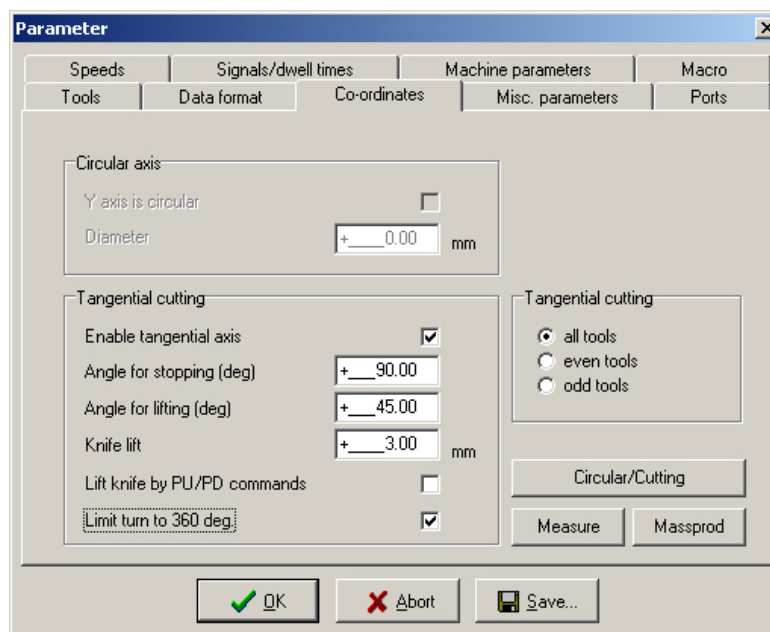 Parameter
Speeds Signals/dwell times Machine parameters Macro
Tools Data format Co-ordinates Misc. parameters Ports
Circular axis
Y axis is circular
Diameter +____0.00 mm
Tangential cutting Tangential cutting
Enable tangential axis all tools
Angle for stopping (deg) +___90.00 even tools
Angle for lifting (deg) +___45.00 odd tools
Knife lift +____3.00 mm
Lift knife by PU/PD commands Circular/Cutting
Limit turn to 360 deg. Measure Massprod
OK Abort Save...